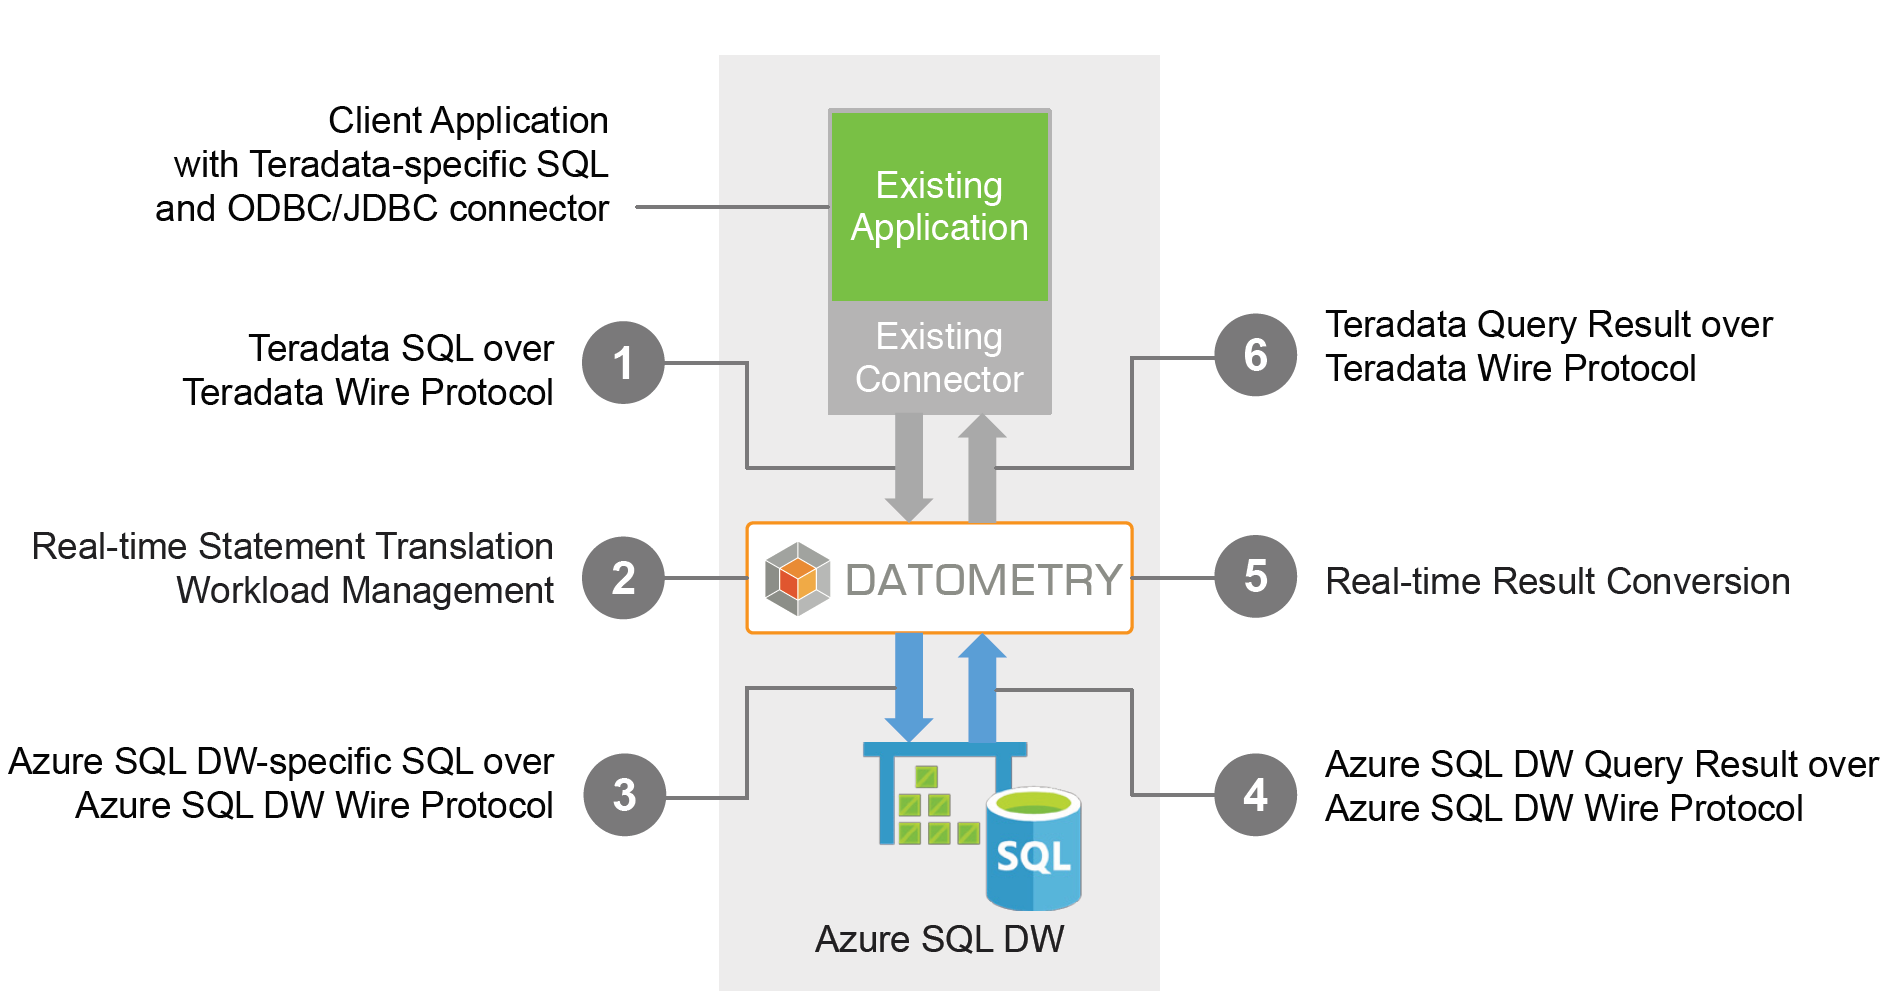 Client Application
with Teradata-specific SQL
and ODBC/JDBC connector
Existing
Application
Existing
Connector
1
Teradata SQL over
Teradata Wire Protocol
6
Teradata Query Result over
Teradata Wire Protocol
2
Real-time Statement Translation
Workload Management
DATOMETRY
5
Real-time Result Conversion
3
Azure SQL DW-specific SQL over
Azure SQL DW Wire Protocol
4
Azure SQL DW Query Result over
Azure SQL DW Wire Protocol
SQL
Azure SQL DW